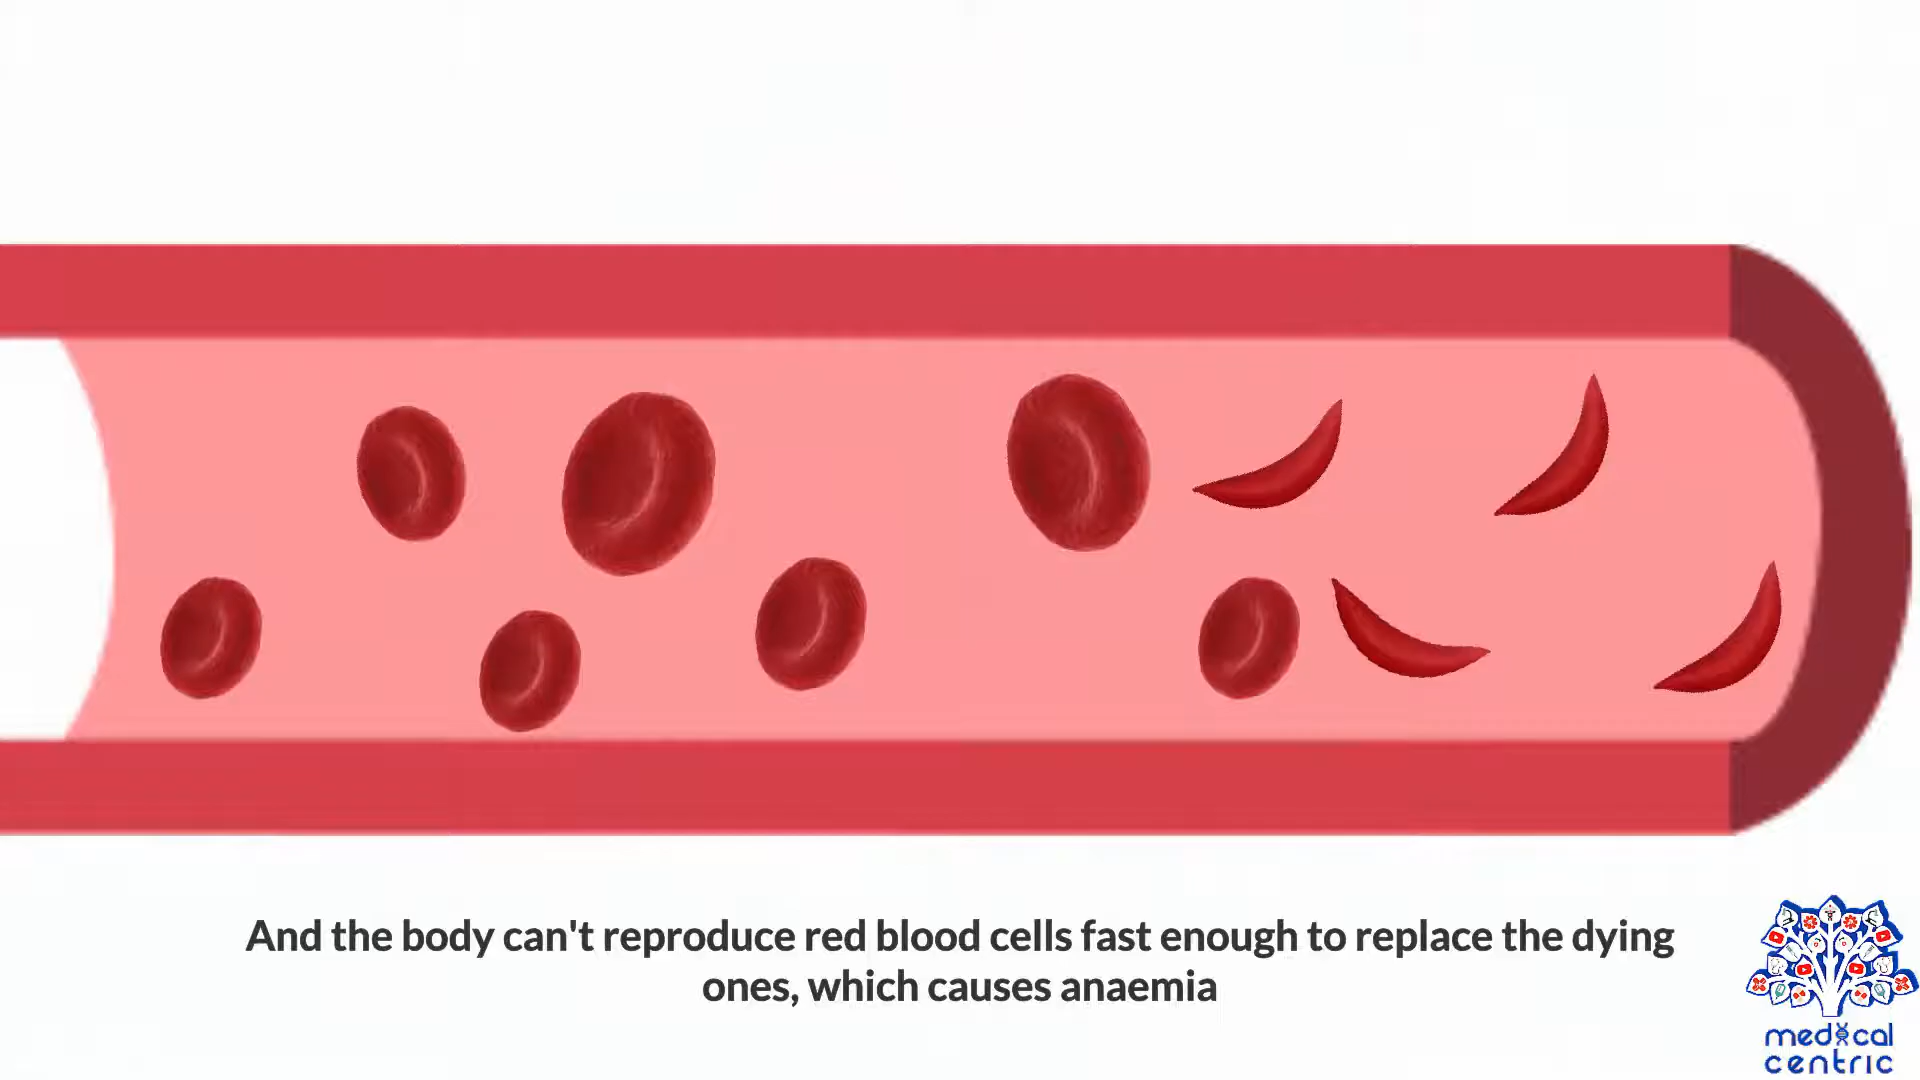 And the body can't reproduce red blood cells fast enough to replace the dying
ones, which causes anaemia
medical
centric